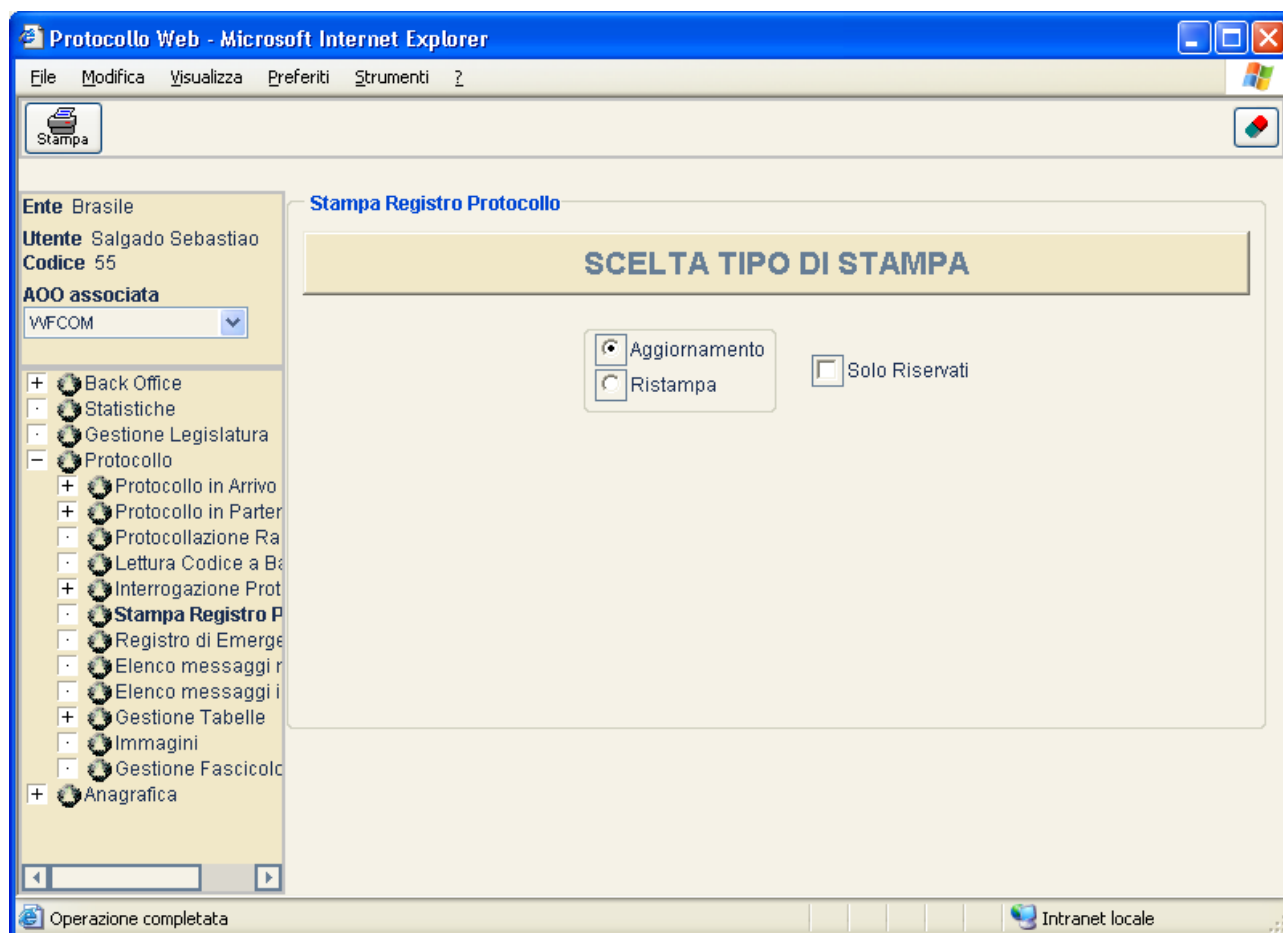 Protocollo Web - Microsoft Internet Explorer
File Modifica Visualizza Preferiti Strumenti ?
Stampa
Ente Brasile
Utente Salgado Sebastiao
Codice 55
AOO associata
WFCOM
Back Office
Statistiche
Gestione Legislatura
Protocollo
Protocollo in Arrivo
Protocollo in Parter
Protocollazione Ra
Lettura Codice a Ba
Interrogazione Prot
Stampa Registro P
Registro di Emerge
Elenco messaggi r
Elenco messaggi i
Gestione Tabelle
Immagini
Gestione Fascicolo
Anagrafica
Stampa Registro Protocollo
SCELTA TIPO DI STAMPA
Aggiornamento
Ristampa
Solo Riservati
Operazione completata
Intranet locale